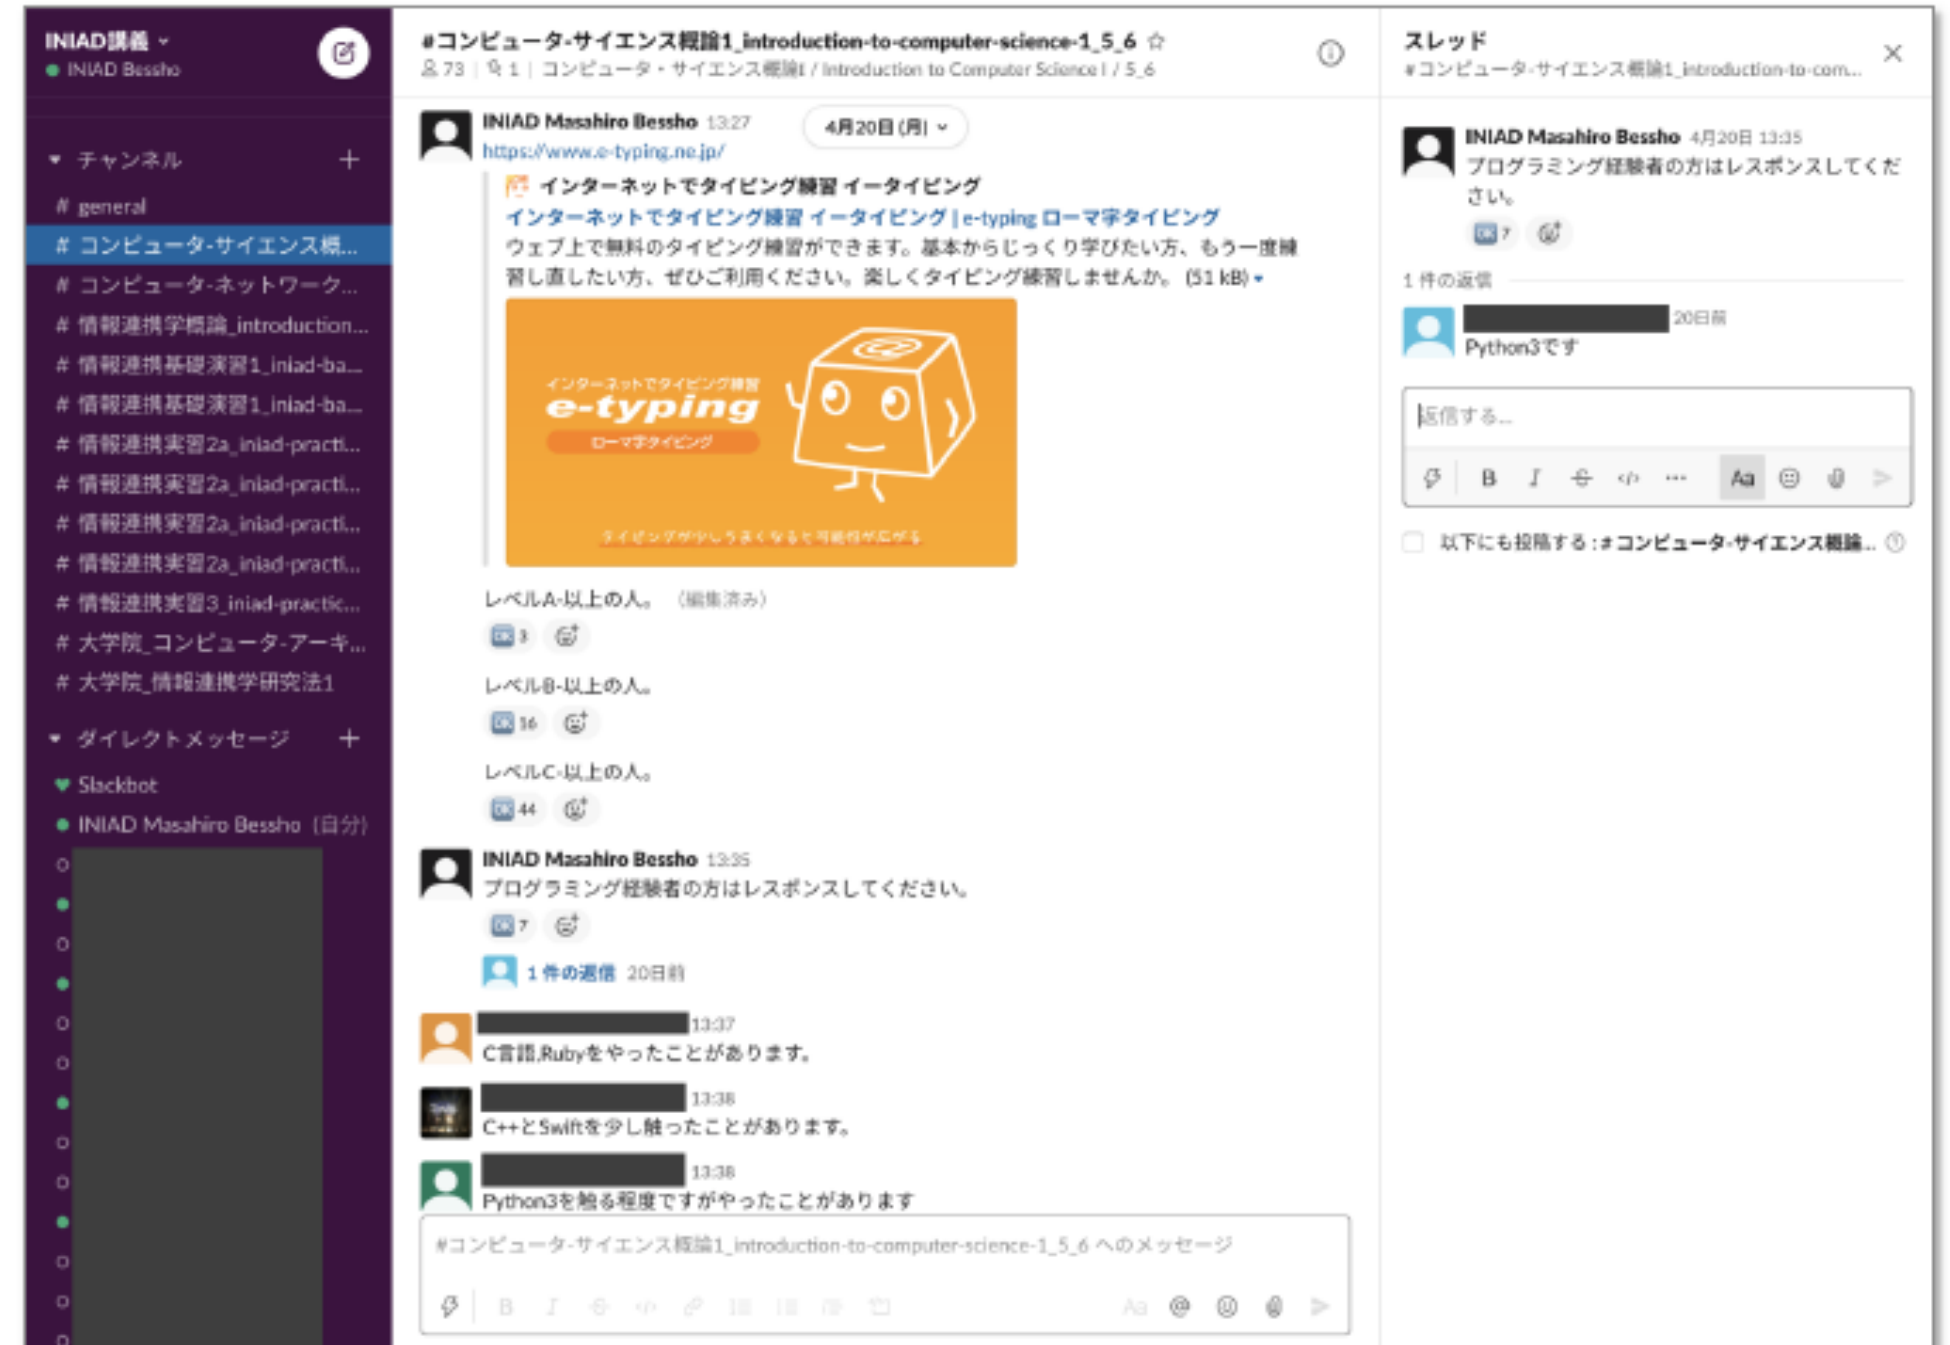 INIAD講義
INIAD Bessho
チャンネル
# general
# コンピュータ-サイエンス概...
# コンピュータ-ネットワーク...
# 情報連携学概論_introduction...
# 情報連携基礎演習1_iniad-ba...
# 情報連携基礎演習1_iniad-ba...
# 情報連携実習2a_iniad-practi...
# 情報連携実習2a_iniad-practi...
# 情報連携実習2a_iniad-practi...
# 情報連携実習2a_iniad-practi...
# 情報連携実習3_iniad-practic...
# 大学院_コンピュータ-アーキ...
# 大学院_情報連携学研究法1
ダイレクトメッセージ
Slackbot
INIAD Masahiro Bessho (自分)
#コンピュータ-サイエンス概論1_introduction-to-computer-science-1_5_6
73 | 1 | コンピュータ・サイエンス概論I / Introduction to Computer Science I / 5_6
4月20日 (月)
INIAD Masahiro Bessho 13:27
https://www.e-typing.ne.jp/
インターネットでタイピング練習 イータイピング
インターネットでタイピング練習 イータイピング | e-typing ローマ字タイピング
ウェブ上で無料のタイピング練習ができます。基本からじっくり学びたい方、もう一度練
習し直したい方、ぜひご利用ください。楽しくタイピング練習しませんか。 (51 kB)
インターネットでタイピング練習
e-typing
ローマ字タイピング
タイピングが少しうまくなると可能性が広がる
レベルA-以上の人。 (編集済み)
OK 3
レベルB-以上の人。
OK 16
レベルC-以上の人。
OK 44
INIAD Masahiro Bessho 13:35
プログラミング経験者の方はレスポンスしてください。
OK 7
1 件の返信 20日前
13:37
C言語,Rubyをやったことがあります。
13:38
C++とSwiftを少し触ったことがあります。
13:38
Python3を触る程度ですがやったことがあります
#コンピュータ-サイエンス概論1_introduction-to-computer-science-1_5_6 へのメッセージ
B I S </> Aa @
スレッド
#コンピュータ-サイエンス概論1_introduction-to-com...
INIAD Masahiro Bessho 4月20日 13:35
プログラミング経験者の方はレスポンスしてくだ
さい。
OK 7
1 件の返信
20日前
Python3です
返信する...
B I S </> ... Aa
以下にも投稿する : #コンピュータ-サイエンス概論...